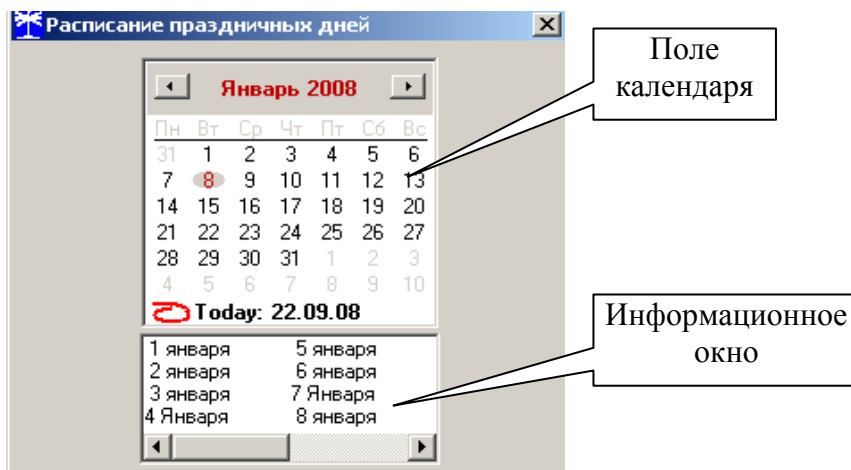 Расписание праздничных дней
Поле
календаря
Январь 2008
Пн Вт Ср Чт Пт Сб Вс
31 1 2 3 4 5 6
7 8 9 10 11 12 13
14 15 16 17 18 19 20
21 22 23 24 25 26 27
28 29 30 31 1 2 3
4 5 6 7 8 9 10
Today: 22.09.08
Информационное
окно
1 января 5 января
2 января 6 января
3 января 7 Января
4 Января 8 января